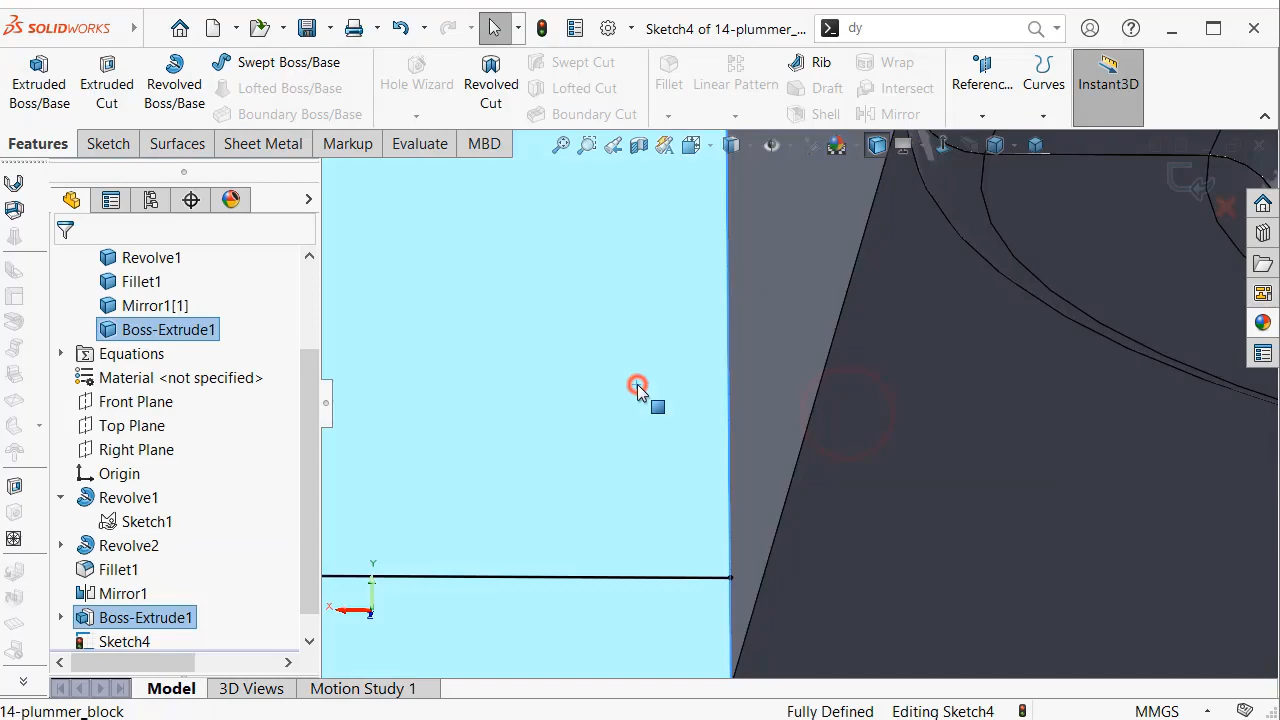 SOLIDWORKS
Sketch4 of 14-plummer_...
dy
Extruded Boss/Base
Extruded Cut
Revolved Boss/Base
Swept Boss/Base
Lofted Boss/Base
Boundary Boss/Base
Hole Wizard
Revolved Cut
Swept Cut
Lofted Cut
Boundary Cut
Fillet
Linear Pattern
Rib
Draft
Shell
Wrap
Intersect
Mirror
Referenc...
Curves
Instant3D
Features
Sketch
Surfaces
Sheet Metal
Markup
Evaluate
MBD
Revolve1
Fillet1
Mirror1[1]
Boss-Extrude1
Equations
Material <not specified>
Front Plane
Top Plane
Right Plane
Origin
Revolve1
Sketch1
Revolve2
Fillet1
Mirror1
Boss-Extrude1
Sketch4
Y
X
Z
Model
3D Views
Motion Study 1
14-plummer_block
Fully Defined
Editing Sketch4
MMGS